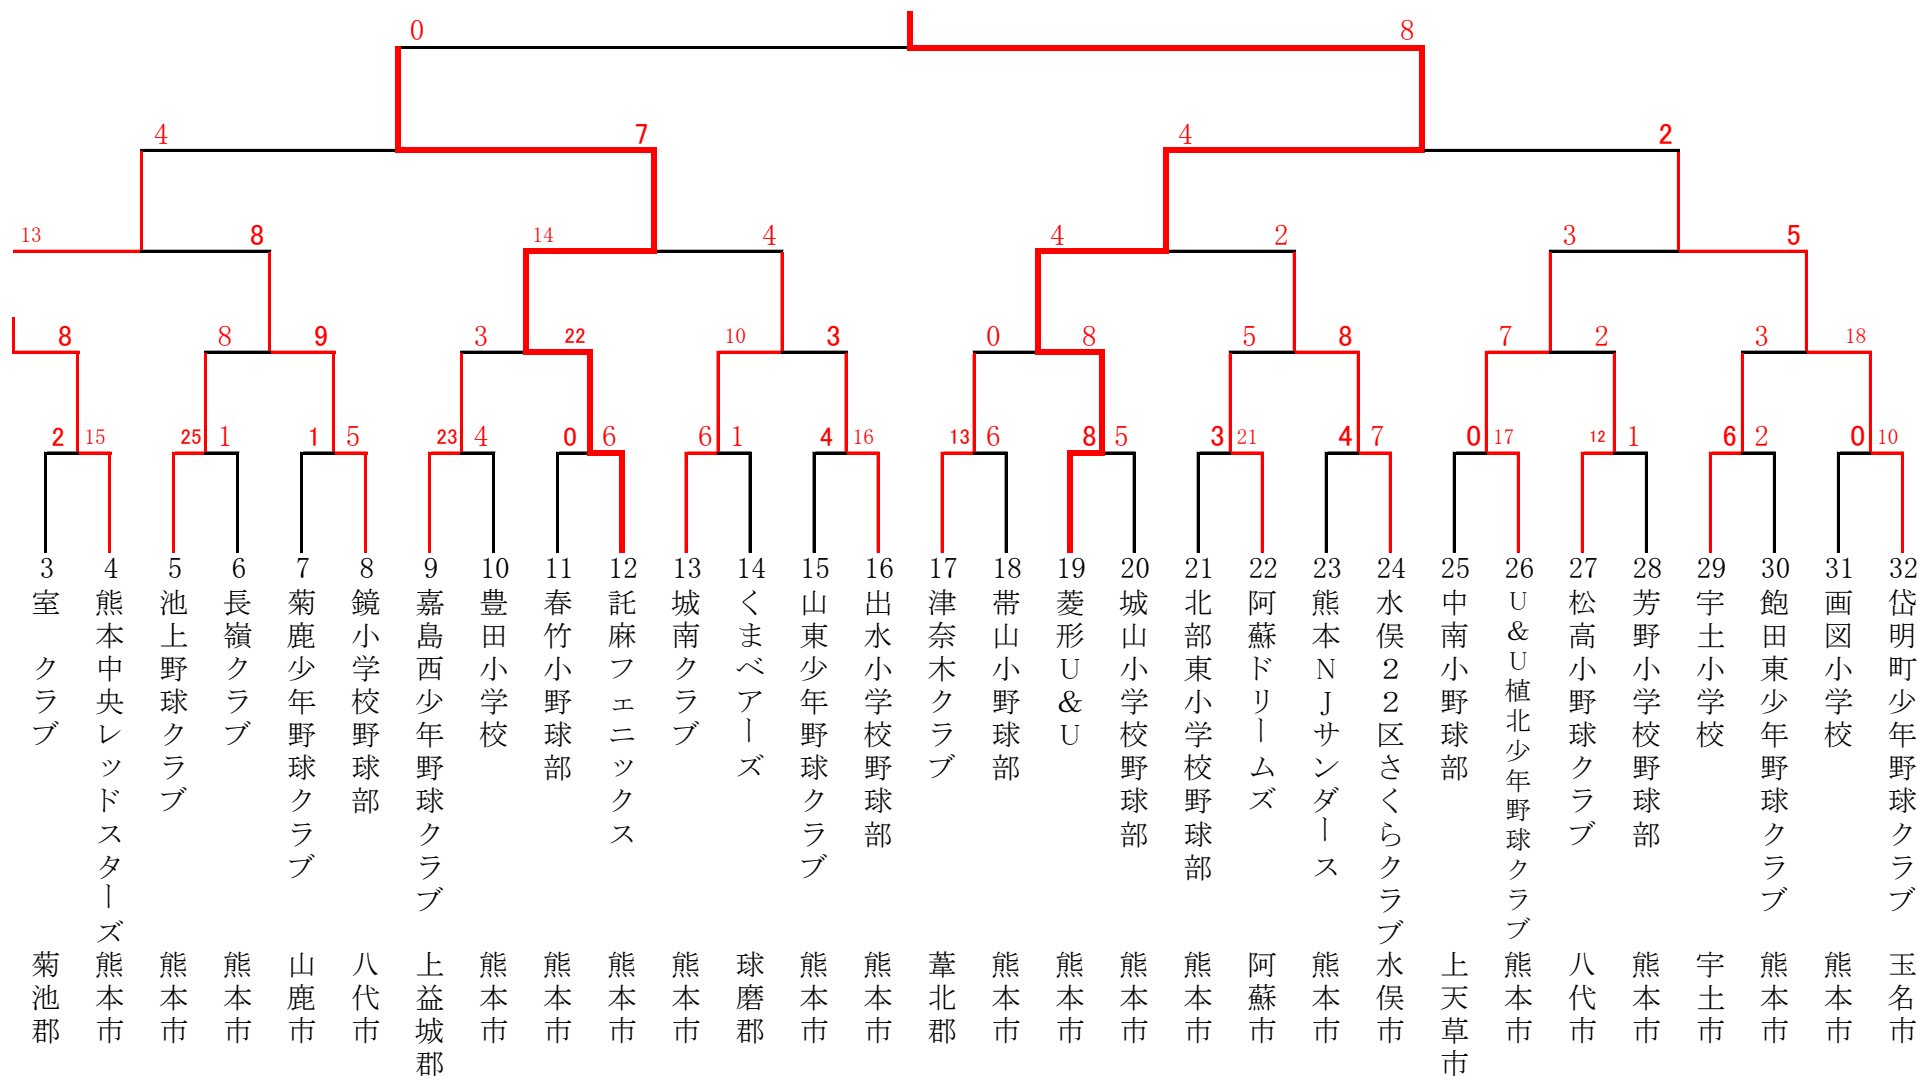 0 8
4 7 4 2
13 8 14 4 4 2 3 5
8 8 9 3 22 10 3 0 8 5 8 7 2 3 18
2 15 25 1 1 5 23 4 0 6 6 1 4 16 13 6 8 5 3 21 4 7 0 17 12 1 6 2 0 10
3 室 クラブ 菊池郡
4 熊本中央レッドスターズ 熊本市
5 池上野球クラブ 熊本市
6 長嶺クラブ 熊本市
7 菊鹿少年野球クラブ 山鹿市
8 鏡小学校野球部 八代市
9 嘉島西少年野球クラブ 上益城郡
10 豊田小学校 熊本市
11 春竹小野球部 熊本市
12 託麻フェニックス 熊本市
13 城南クラブ 熊本市
14 くまベアーズ 球磨郡
15 山東少年野球クラブ 熊本市
16 出水小学校野球部 熊本市
17 津奈木クラブ 葦北郡
18 帯山小野球部 熊本市
19 菱形U&U 熊本市
20 城山小学校野球部 熊本市
21 北部東小学校野球部 熊本市
22 阿蘇ドリームズ 阿蘇市
23 熊本NJサンダース 熊本市
24 水俣22区さくらクラブ 水俣市
25 中南小野球部 上天草市
26 U&U植北少年野球クラブ 熊本市
27 松高小野球クラブ 八代市
28 芳野小学校野球部 熊本市
29 宇土小学校 宇土市
30 飽田東少年野球クラブ 熊本市
31 画図小学校 熊本市
32 岱明町少年野球クラブ 玉名市